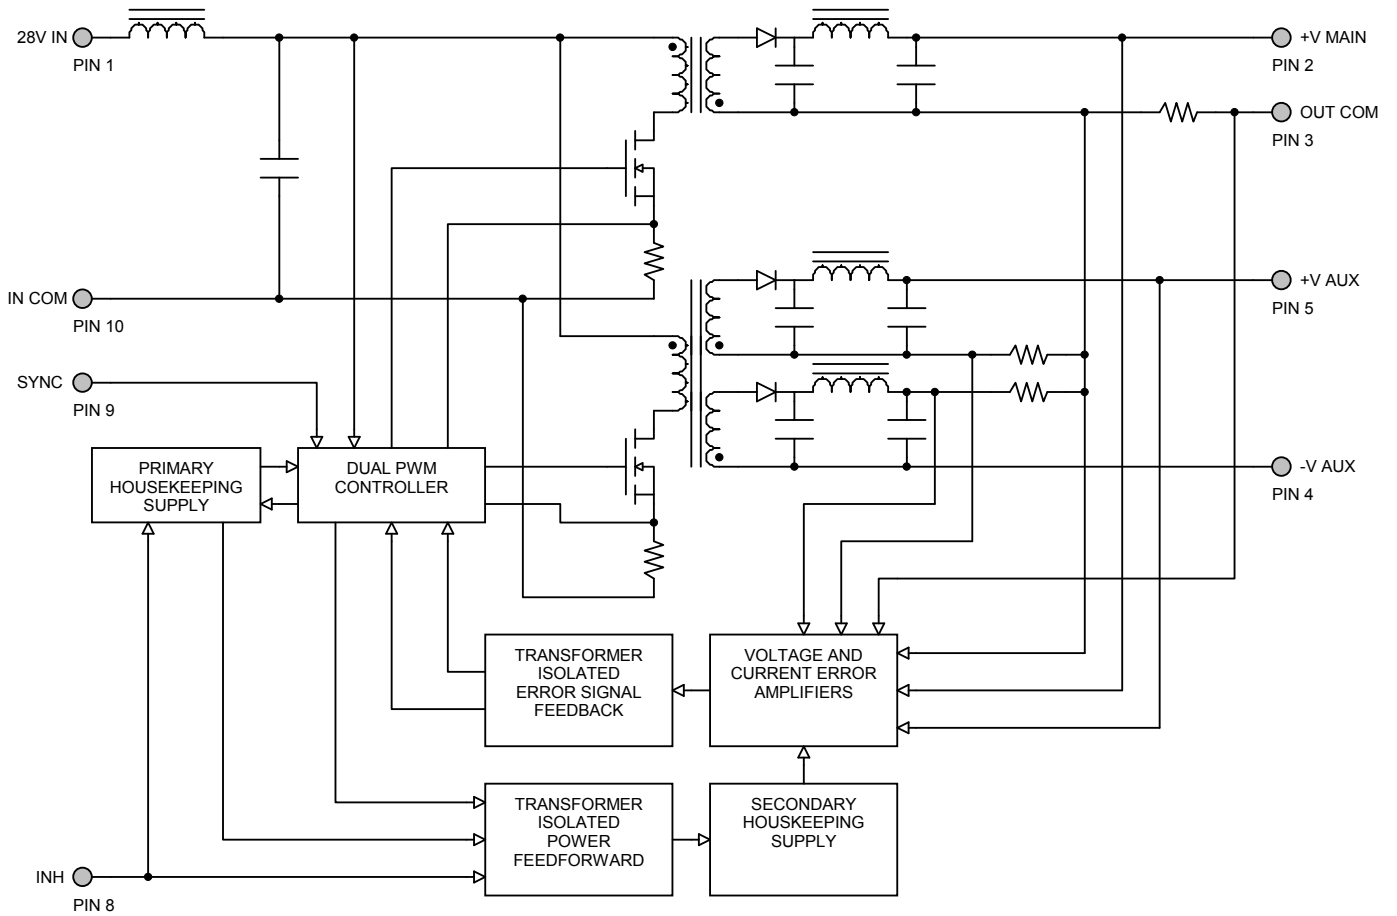 28V IN
PIN 1
+V MAIN
PIN 2
OUT COM
PIN 3
IN COM
PIN 10
+V AUX
PIN 5
SYNC
PIN 9
-V AUX
PIN 4
PRIMARY
HOUSEKEEPING
SUPPLY
DUAL PWM
CONTROLLER
TRANSFORMER
ISOLATED
ERROR SIGNAL
FEEDBACK
VOLTAGE AND
CURRENT ERROR
AMPLIFIERS
TRANSFORMER
ISOLATED
POWER
FEEDFORWARD
SECONDARY
HOUSKEEPING
SUPPLY
INH
PIN 8